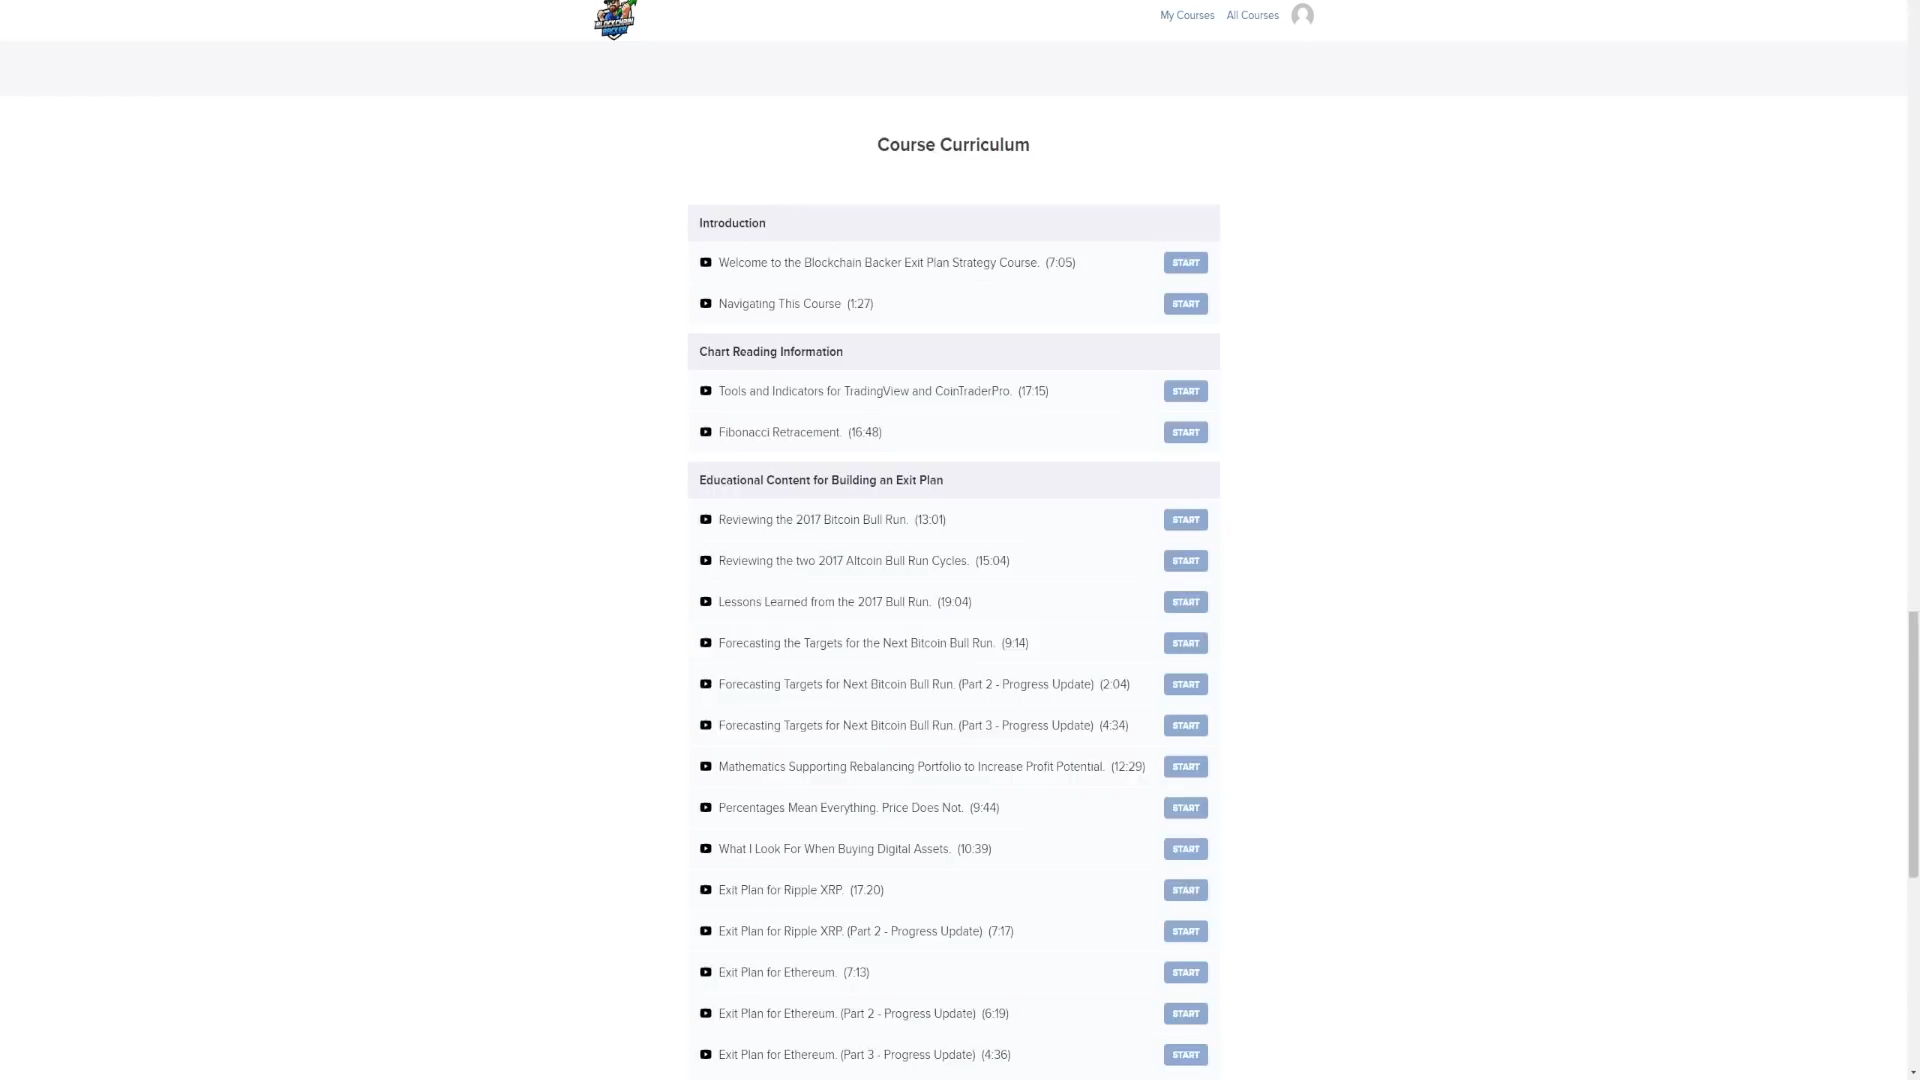 BLOCKCHAIN
BACKER
My Courses All Courses
Course Curriculum
Introduction
Welcome to the Blockchain Backer Exit Plan Strategy Course. (7:05) START
Navigating This Course (1:27) START
Chart Reading Information
Tools and Indicators for TradingView and CoinTraderPro. (17:15) START
Fibonacci Retracement. (16:48) START
Educational Content for Building an Exit Plan
Reviewing the 2017 Bitcoin Bull Run. (13:01) START
Reviewing the two 2017 Altcoin Bull Run Cycles. (15:04) START
Lessons Learned from the 2017 Bull Run. (19:04) START
Forecasting the Targets for the Next Bitcoin Bull Run. (9:14) START
Forecasting Targets for Next Bitcoin Bull Run. (Part 2 - Progress Update) (2:04) START
Forecasting Targets for Next Bitcoin Bull Run. (Part 3 - Progress Update) (4:34) START
Mathematics Supporting Rebalancing Portfolio to Increase Profit Potential. (12:29) START
Percentages Mean Everything. Price Does Not. (9:44) START
What I Look For When Buying Digital Assets. (10:39) START
Exit Plan for Ripple XRP. (17:20) START
Exit Plan for Ripple XRP. (Part 2 - Progress Update) (7:17) START
Exit Plan for Ethereum. (7:13) START
Exit Plan for Ethereum. (Part 2 - Progress Update) (6:19) START
Exit Plan for Ethereum. (Part 3 - Progress Update) (4:36) START